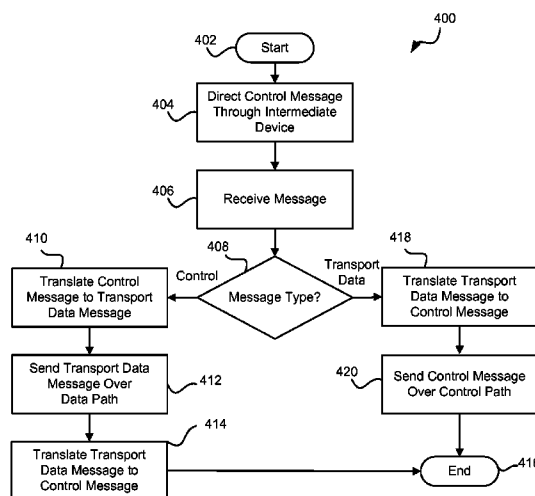 400
402
Start
404
Direct Control Message
Through Intermediate
Device
406
Receive Message
408
Message Type?
Control
Transport
Data
410
Translate Control
Message to Transport
Data Message
418
Translate Transport
Data Message to
Control Message
412
Send Transport Data
Message Over
Data Path
420
Send Control Message
Over Control Path
414
Translate Transport
Data Message to
Control Message
End
416